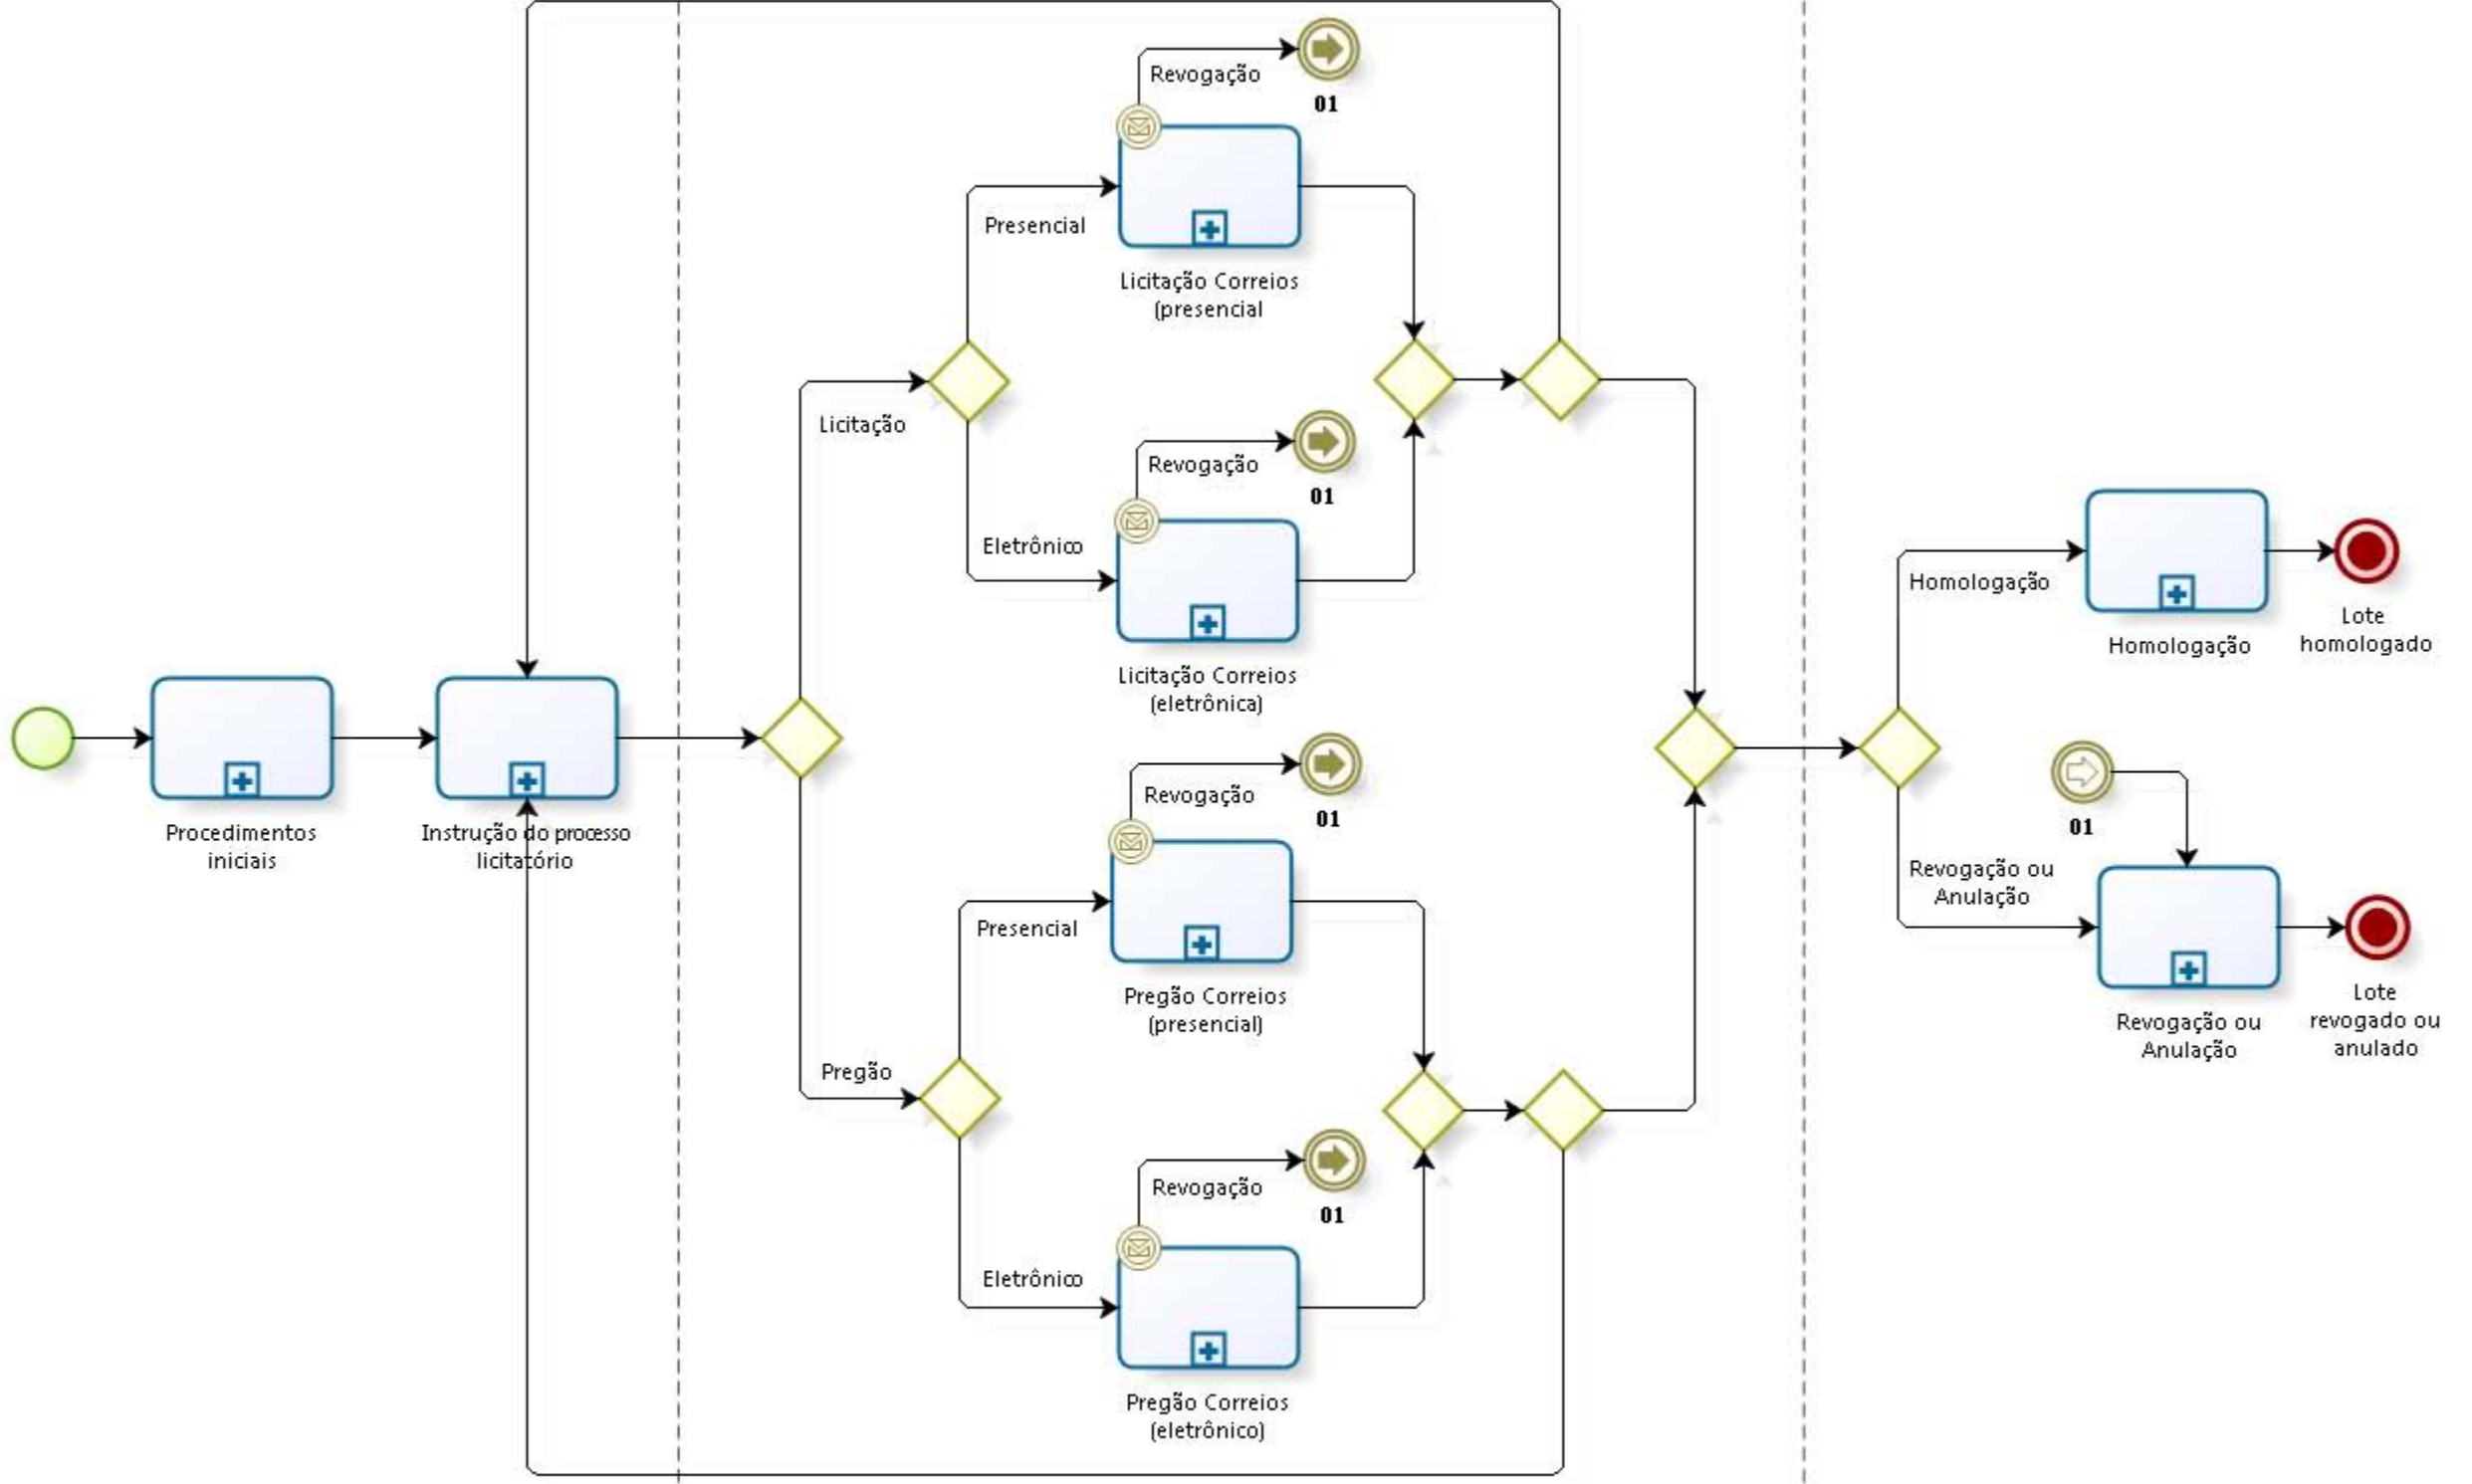 Revogação
01
Presencial
Licitação Correios
(presencial
Licitação
Revogação
01
Eletrônico
Licitação Correios
(eletrônica)
Procedimentos
iniciais
Instrução do processo
licitatório
Revogação
01
Presencial
Pregão Correios
(presencial)
Pregão
Revogação
01
Eletrônico
Pregão Correios
(eletrônico)
Homologação
Homologação
Lote
homologado
01
Revogação ou
Anulação
Revogação ou
Anulação
Lote
revogado ou
anulado